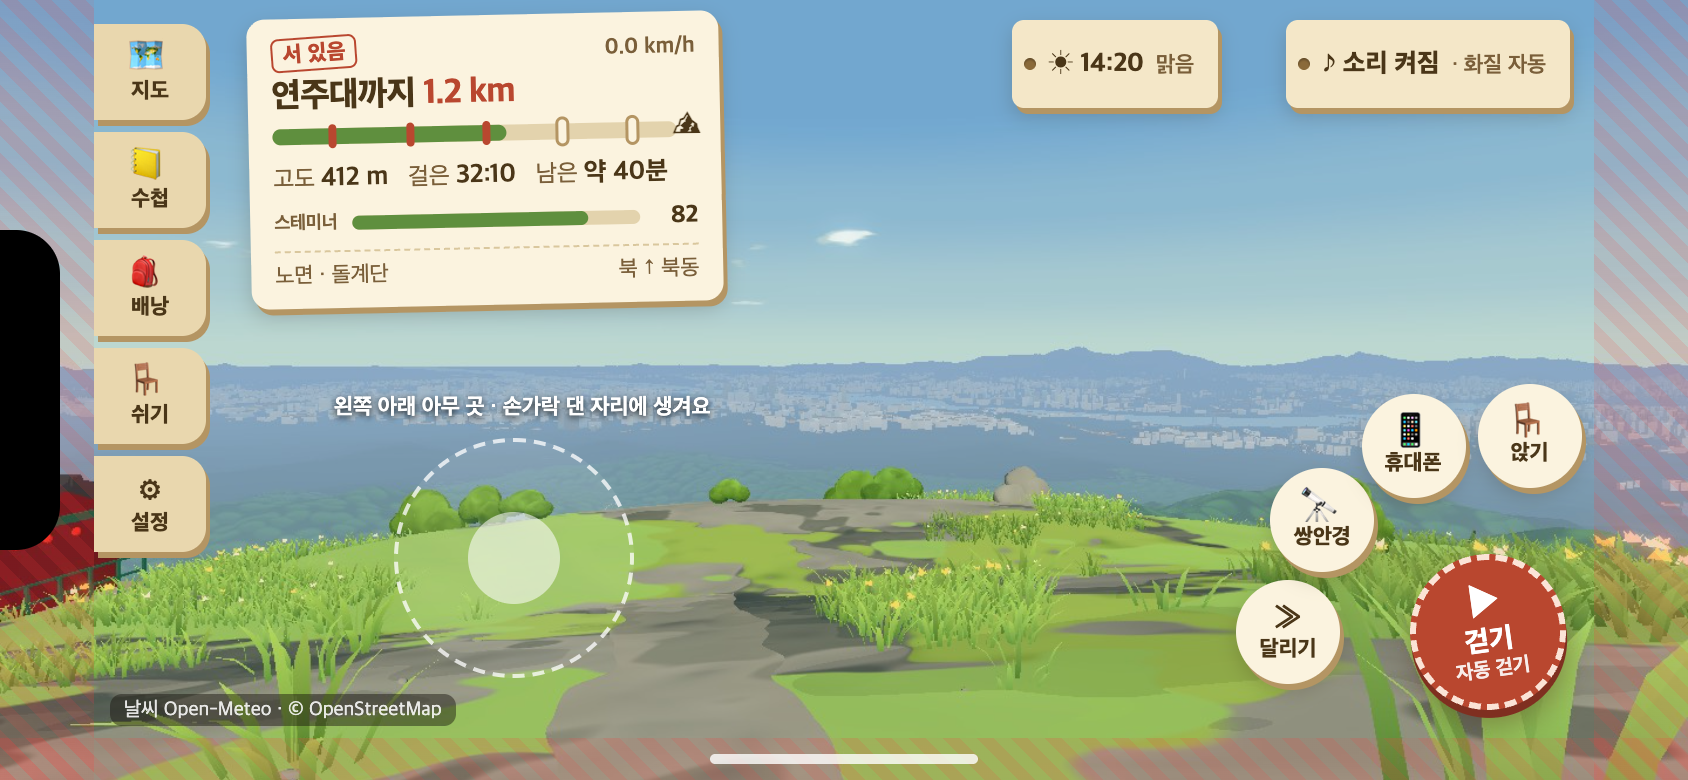 지도
수첩
배낭
쉬기
설정
서 있음
0.0 km/h
연주대까지 1.2 km
고도 412 m 걸은 32:10 남은 약 40분
스테미너 82
노면 · 돌계단
북 ↑ 북동
14:20 맑음
♪ 소리 켜짐 · 화질 자동
왼쪽 아래 아무 곳 · 손가락 댄 자리에 생겨요
휴대폰
앉기
쌍안경
달리기
걷기
자동 걷기
날씨 Open-Meteo · © OpenStreetMap